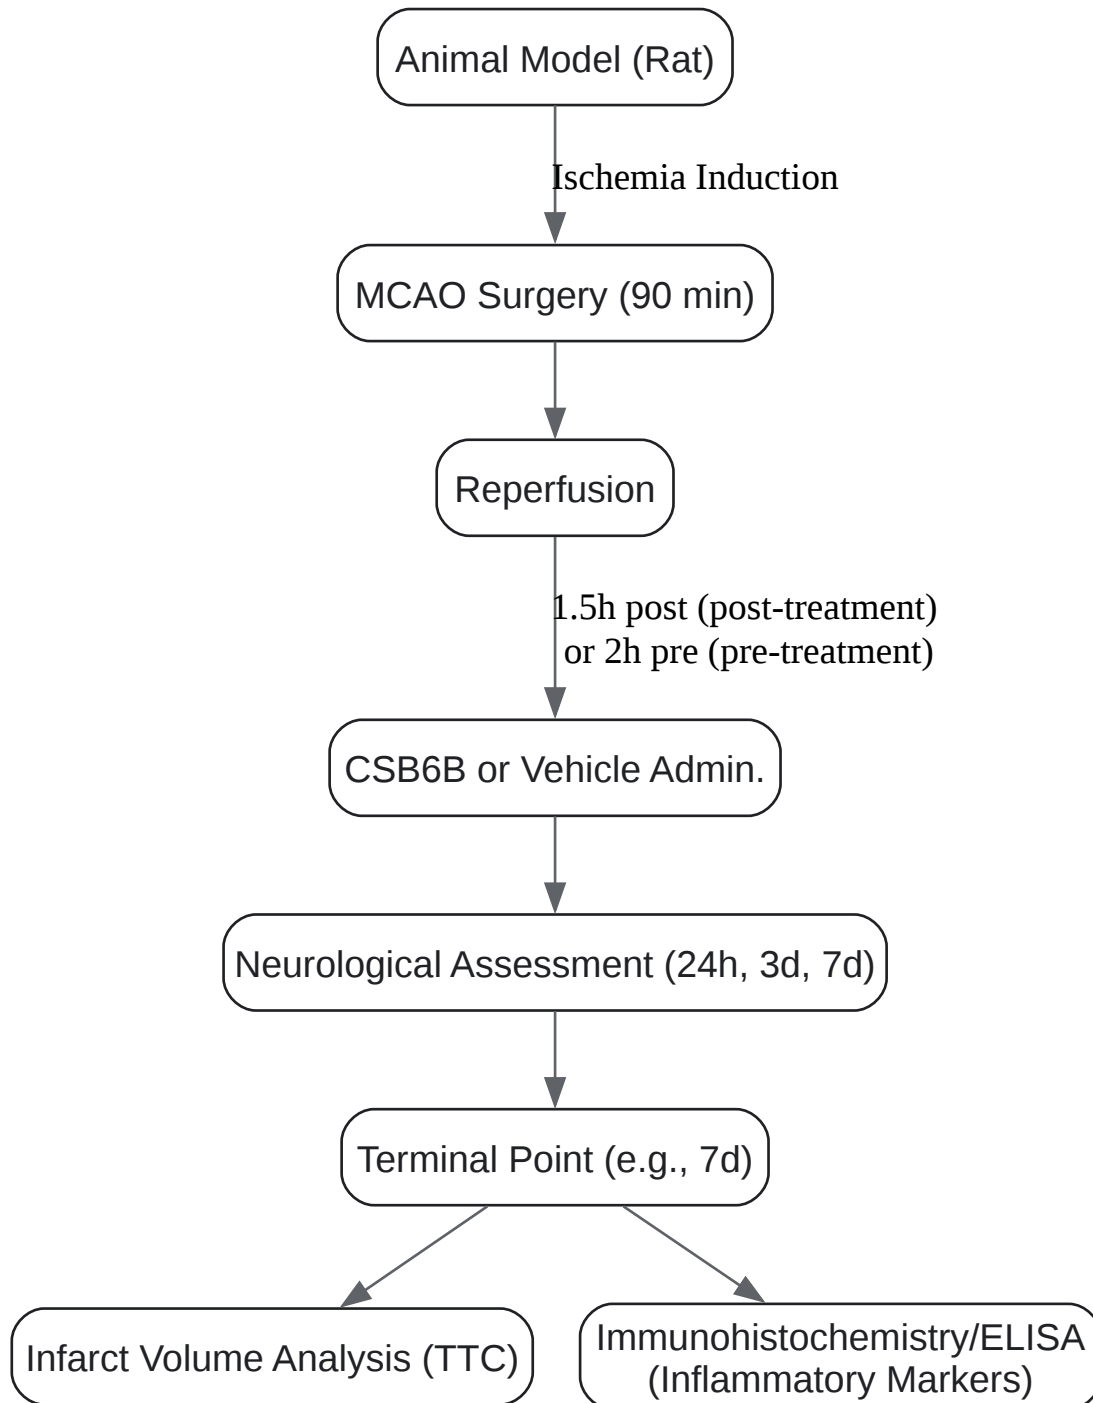 Animal Model (Rat)
Ischemia Induction
MCAO Surgery (90 min)
Reperfusion
1.5h post (post-treatment)
or 2h pre (pre-treatment)
CSB6B or Vehicle Admin.
Neurological Assessment (24h, 3d, 7d)
Terminal Point (e.g., 7d)
Infarct Volume Analysis (TTC)
Immunohistochemistry/ELISA
(Inflammatory Markers)